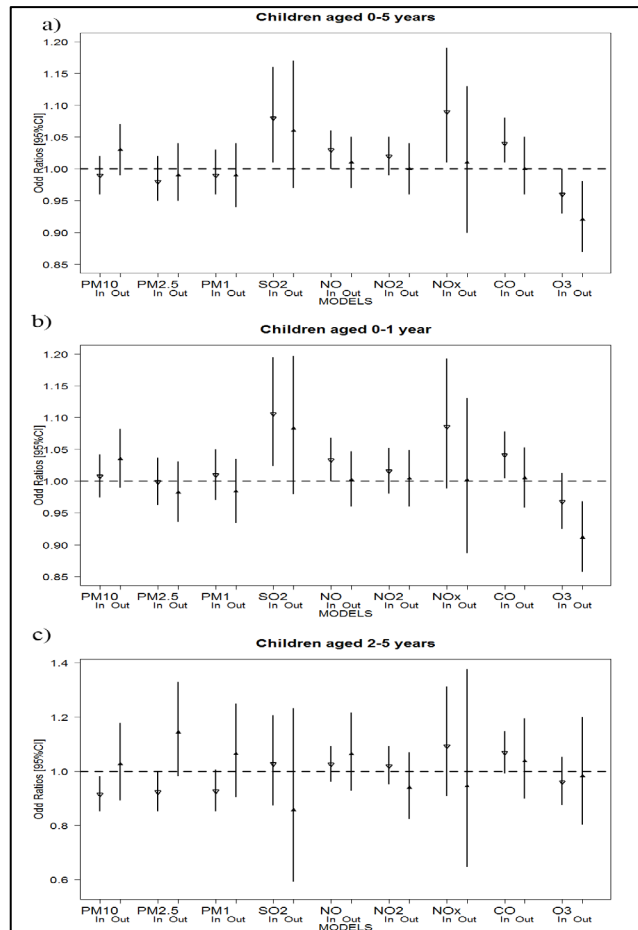 a)
Children aged 0-5 years
Odd Ratios [95%CI]
1.20
1.15
1.10
1.05
1.00
0.95
0.90
0.85
PM10 PM2.5 PM1 SO2 NO NO2 NOx CO O3
In Out In Out In Out In Out In Out In Out In Out In Out In Out
MODELS
b)
Children aged 0-1 year
Odd Ratios [95%CI]
1.20
1.15
1.10
1.05
1.00
0.95
0.90
0.85
PM10 PM2.5 PM1 SO2 NO NO2 NOx CO O3
In Out In Out In Out In Out In Out In Out In Out In Out In Out
MODELS
c)
Children aged 2-5 years
Odd Ratios [95%CI]
1.4
1.2
1.0
0.8
0.6
PM10 PM2.5 PM1 SO2 NO NO2 NOx CO O3
In Out In Out In Out In Out In Out In Out In Out In Out In Out
MODELS